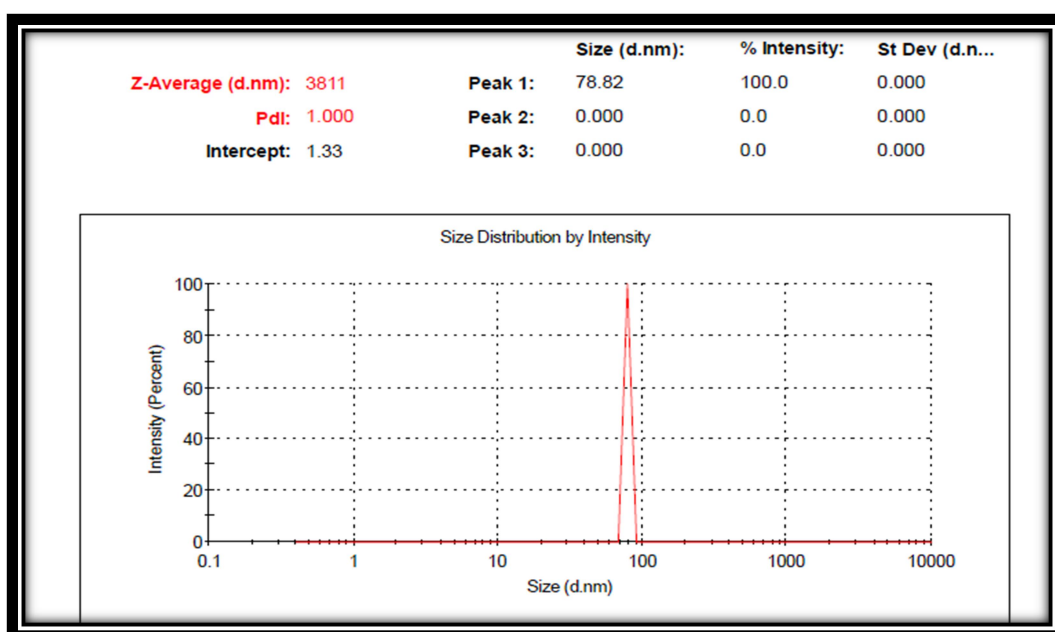 Size (d.nm): % Intensity: St Dev (d.n...
Z-Average (d.nm): 3811 Peak 1: 78.82 100.0 0.000
PdI: 1.000 Peak 2: 0.000 0.0 0.000
Intercept: 1.33 Peak 3: 0.000 0.0 0.000
Size Distribution by Intensity
100
80
60
40
20
0
Intensity (Percent)
0.1 1 10 100 1000 10000
Size (d.nm)